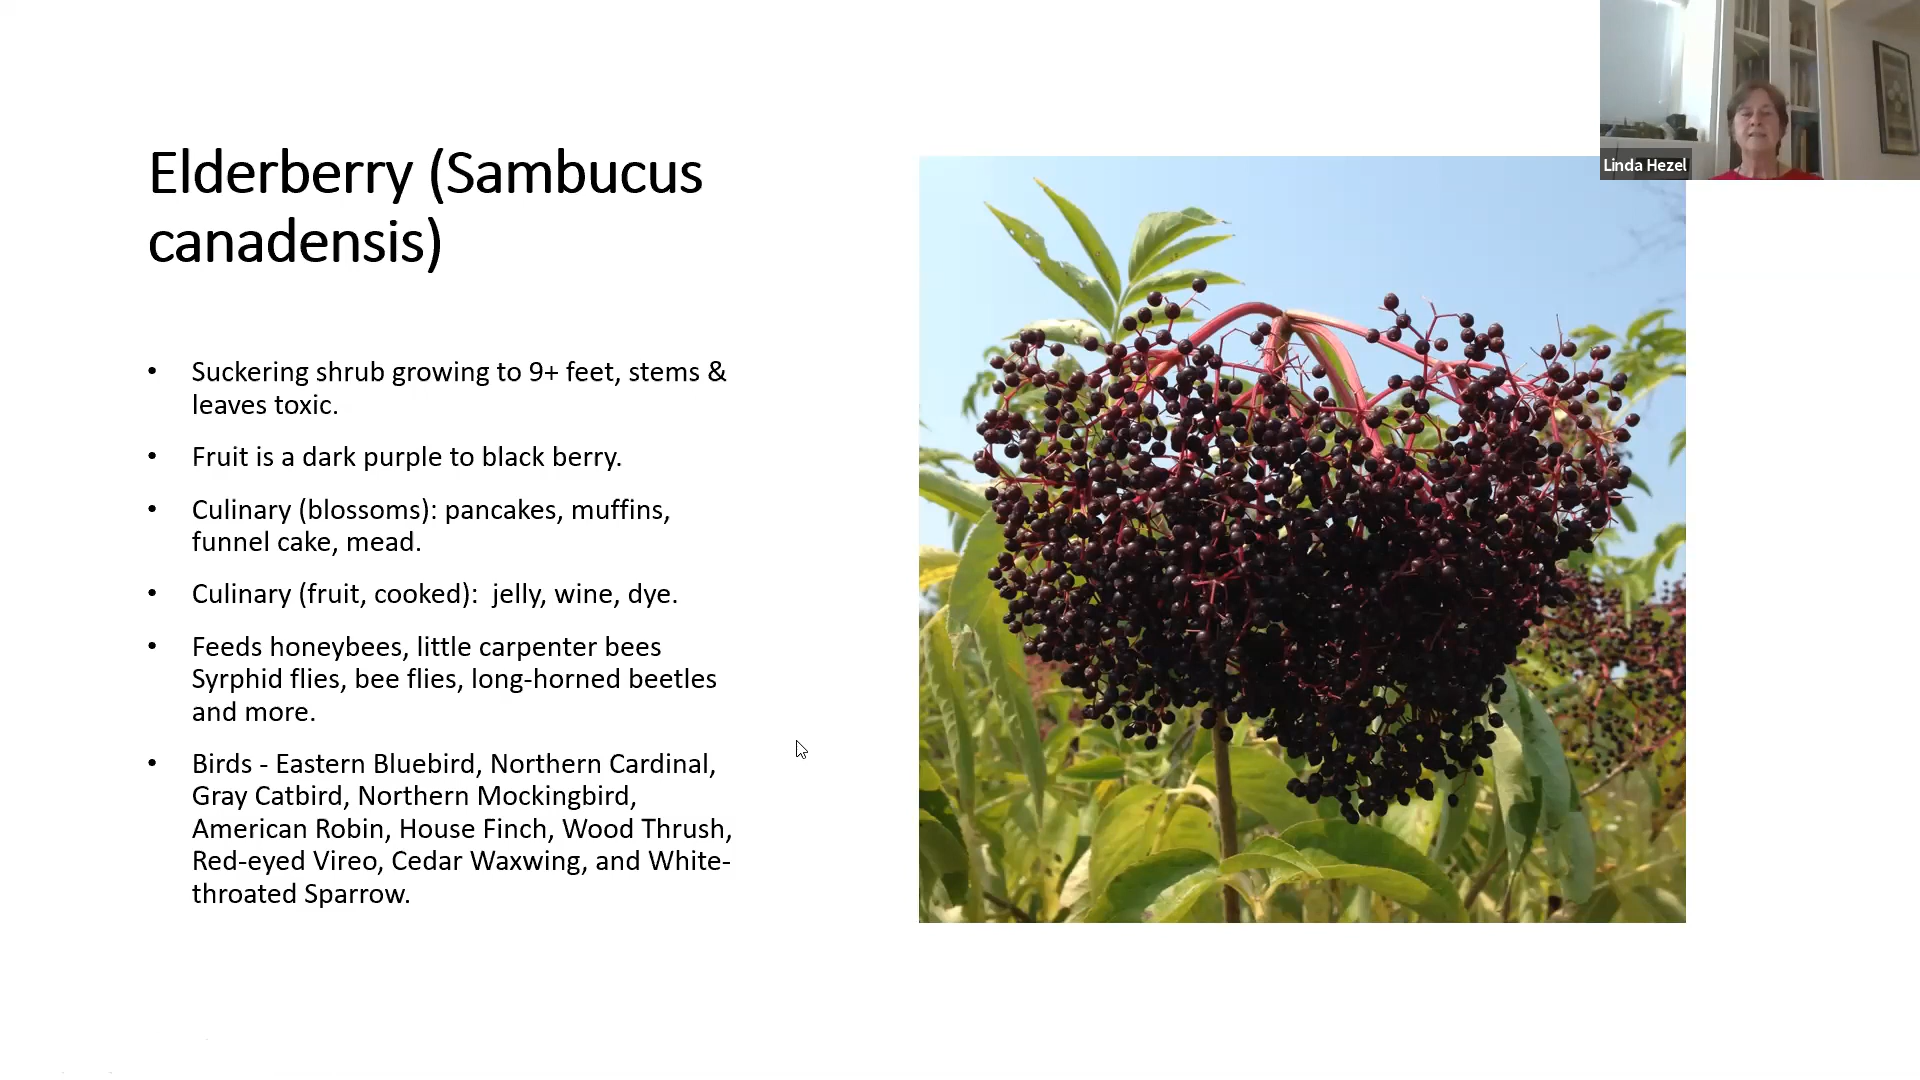 Linda Hezel
Elderberry (Sambucus
canadensis)
• Suckering shrub growing to 9+ feet, stems &
leaves toxic.
• Fruit is a dark purple to black berry.
• Culinary (blossoms): pancakes, muffins,
funnel cake, mead.
• Culinary (fruit, cooked):  jelly, wine, dye.
• Feeds honeybees, little carpenter bees
Syrphid flies, bee flies, long-horned beetles
and more.
• Birds - Eastern Bluebird, Northern Cardinal,
Gray Catbird, Northern Mockingbird,
American Robin, House Finch, Wood Thrush,
Red-eyed Vireo, Cedar Waxwing, and White-
throated Sparrow.